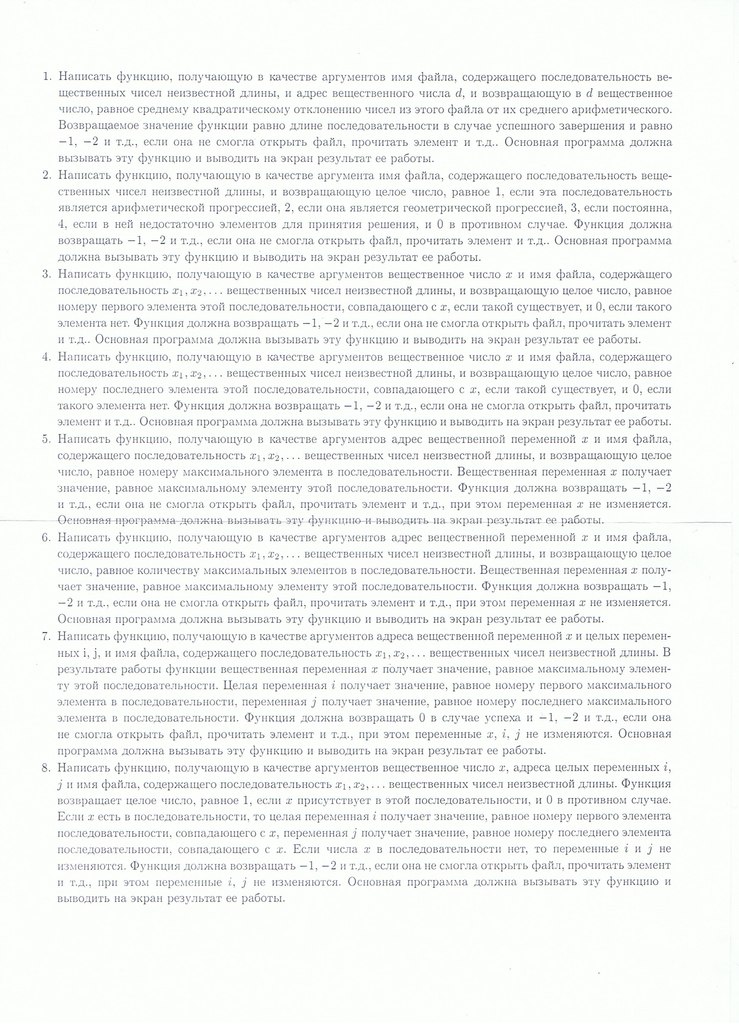 1. Написать функцию, получающую в качестве аргументов имя файла, содержащего последовательность ве-
щественных чисел неизвестной длины, и адрес вещественного числа d, и возвращающую в d вещественное
число, равное среднему квадратическому отклонению чисел из этого файла от их среднего арифметического.
Возвращаемое значение функции равно длине последовательности в случае успешного завершения и равно
−1, −2 и т.д., если она не смогла открыть файл, прочитать элемент и т.д.. Основная программа должна
вызывать эту функцию и выводить на экран результат ее работы.
2. Написать функцию, получающую в качестве аргумента имя файла, содержащего последовательность веще-
ственных чисел неизвестной длины, и возвращающую целое число, равное 1, если эта последовательность
является арифметической прогрессией, 2, если она является геометрической прогрессией, 3, если постоянна,
4, если в ней недостаточно элементов для принятия решения, и 0 в противном случае. Функция должна
возвращать −1, −2 и т.д., если она не смогла открыть файл, прочитать элемент и т.д.. Основная программа
должна вызывать эту функцию и выводить на экран результат ее работы.
3. Написать функцию, получающую в качестве аргументов вещественное число x и имя файла, содержащего
последовательность x₁, x₂, . . . вещественных чисел неизвестной длины, и возвращающую целое число, равное
номеру первого элемента этой последовательности, совпадающего с x, если такой существует, и 0, если такого
элемента нет. Функция должна возвращать −1, −2 и т.д., если она не смогла открыть файл, прочитать элемент
и т.д.. Основная программа должна вызывать эту функцию и выводить на экран результат ее работы.
4. Написать функцию, получающую в качестве аргументов вещественное число x и имя файла, содержащего
последовательность x₁, x₂, . . . вещественных чисел неизвестной длины, и возвращающую целое число, равное
номеру последнего элемента этой последовательности, совпадающего с x, если такой существует, и 0, если
такого элемента нет. Функция должна возвращать −1, −2 и т.д., если она не смогла открыть файл, прочитать
элемент и т.д.. Основная программа должна вызывать эту функцию и выводить на экран результат ее работы.
5. Написать функцию, получающую в качестве аргументов адрес вещественной переменной x и имя файла,
содержащего последовательность x₁, x₂, . . . вещественных чисел неизвестной длины, и возвращающую целое
число, равное номеру максимального элемента в последовательности. Вещественная переменная x получает
значение, равное максимальному элементу этой последовательности. Функция должна возвращать −1, −2
и т.д., если она не смогла открыть файл, прочитать элемент и т.д., при этом переменная x не изменяется.
Основная программа должна вызывать эту функцию и выводить на экран результат ее работы.
6. Написать функцию, получающую в качестве аргументов адрес вещественной переменной x и имя файла,
содержащего последовательность x₁, x₂, . . . вещественных чисел неизвестной длины, и возвращающую целое
число, равное количеству максимальных элементов в последовательности. Вещественная переменная x полу-
чает значение, равное максимальному элементу этой последовательности. Функция должна возвращать −1,
−2 и т.д., если она не смогла открыть файл, прочитать элемент и т.д., при этом переменная x не изменяется.
Основная программа должна вызывать эту функцию и выводить на экран результат ее работы.
7. Написать функцию, получающую в качестве аргументов адреса вещественной переменной x и целых перемен-
ных i, j, и имя файла, содержащего последовательность x₁, x₂, . . . вещественных чисел неизвестной длины. В
результате работы функции вещественная переменная x получает значение, равное максимальному элемен-
ту этой последовательности. Целая переменная i получает значение, равное номеру первого максимального
элемента в последовательности, переменная j получает значение, равное номеру последнего максимального
элемента в последовательности. Функция должна возвращать 0 в случае успеха и −1, −2 и т.д., если она
не смогла открыть файл, прочитать элемент и т.д., при этом переменные x, i, j не изменяются. Основная
программа должна вызывать эту функцию и выводить на экран результат ее работы.
8. Написать функцию, получающую в качестве аргументов вещественное число x, адреса целых переменных i,
j и имя файла, содержащего последовательность x₁, x₂, . . . вещественных чисел неизвестной длины. Функция
возвращает целое число, равное 1, если x присутствует в этой последовательности, и 0 в противном случае.
Если x есть в последовательности, то целая переменная i получает значение, равное номеру первого элемента
последовательности, совпадающего с x, переменная j получает значение, равное номеру последнего элемента
последовательности, совпадающего с x. Если числа x в последовательности нет, то переменные i и j не
изменяются. Функция должна возвращать −1, −2 и т.д., если она не смогла открыть файл, прочитать элемент
и т.д., при этом переменные i, j не изменяются. Основная программа должна вызывать эту функцию и
выводить на экран результат ее работы.